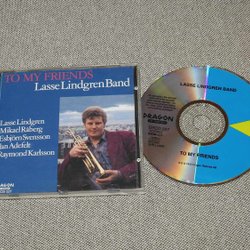 TO MY FRIENDS
Lasse Lindgren Band
Lasse Lindgren
Mikael Råberg
Esbjörn Svensson
Jan Adefelt
Raymond Karlsson
DRAGON
LASSE LINDGREN BAND
DRAGON
TO MY FRIENDS